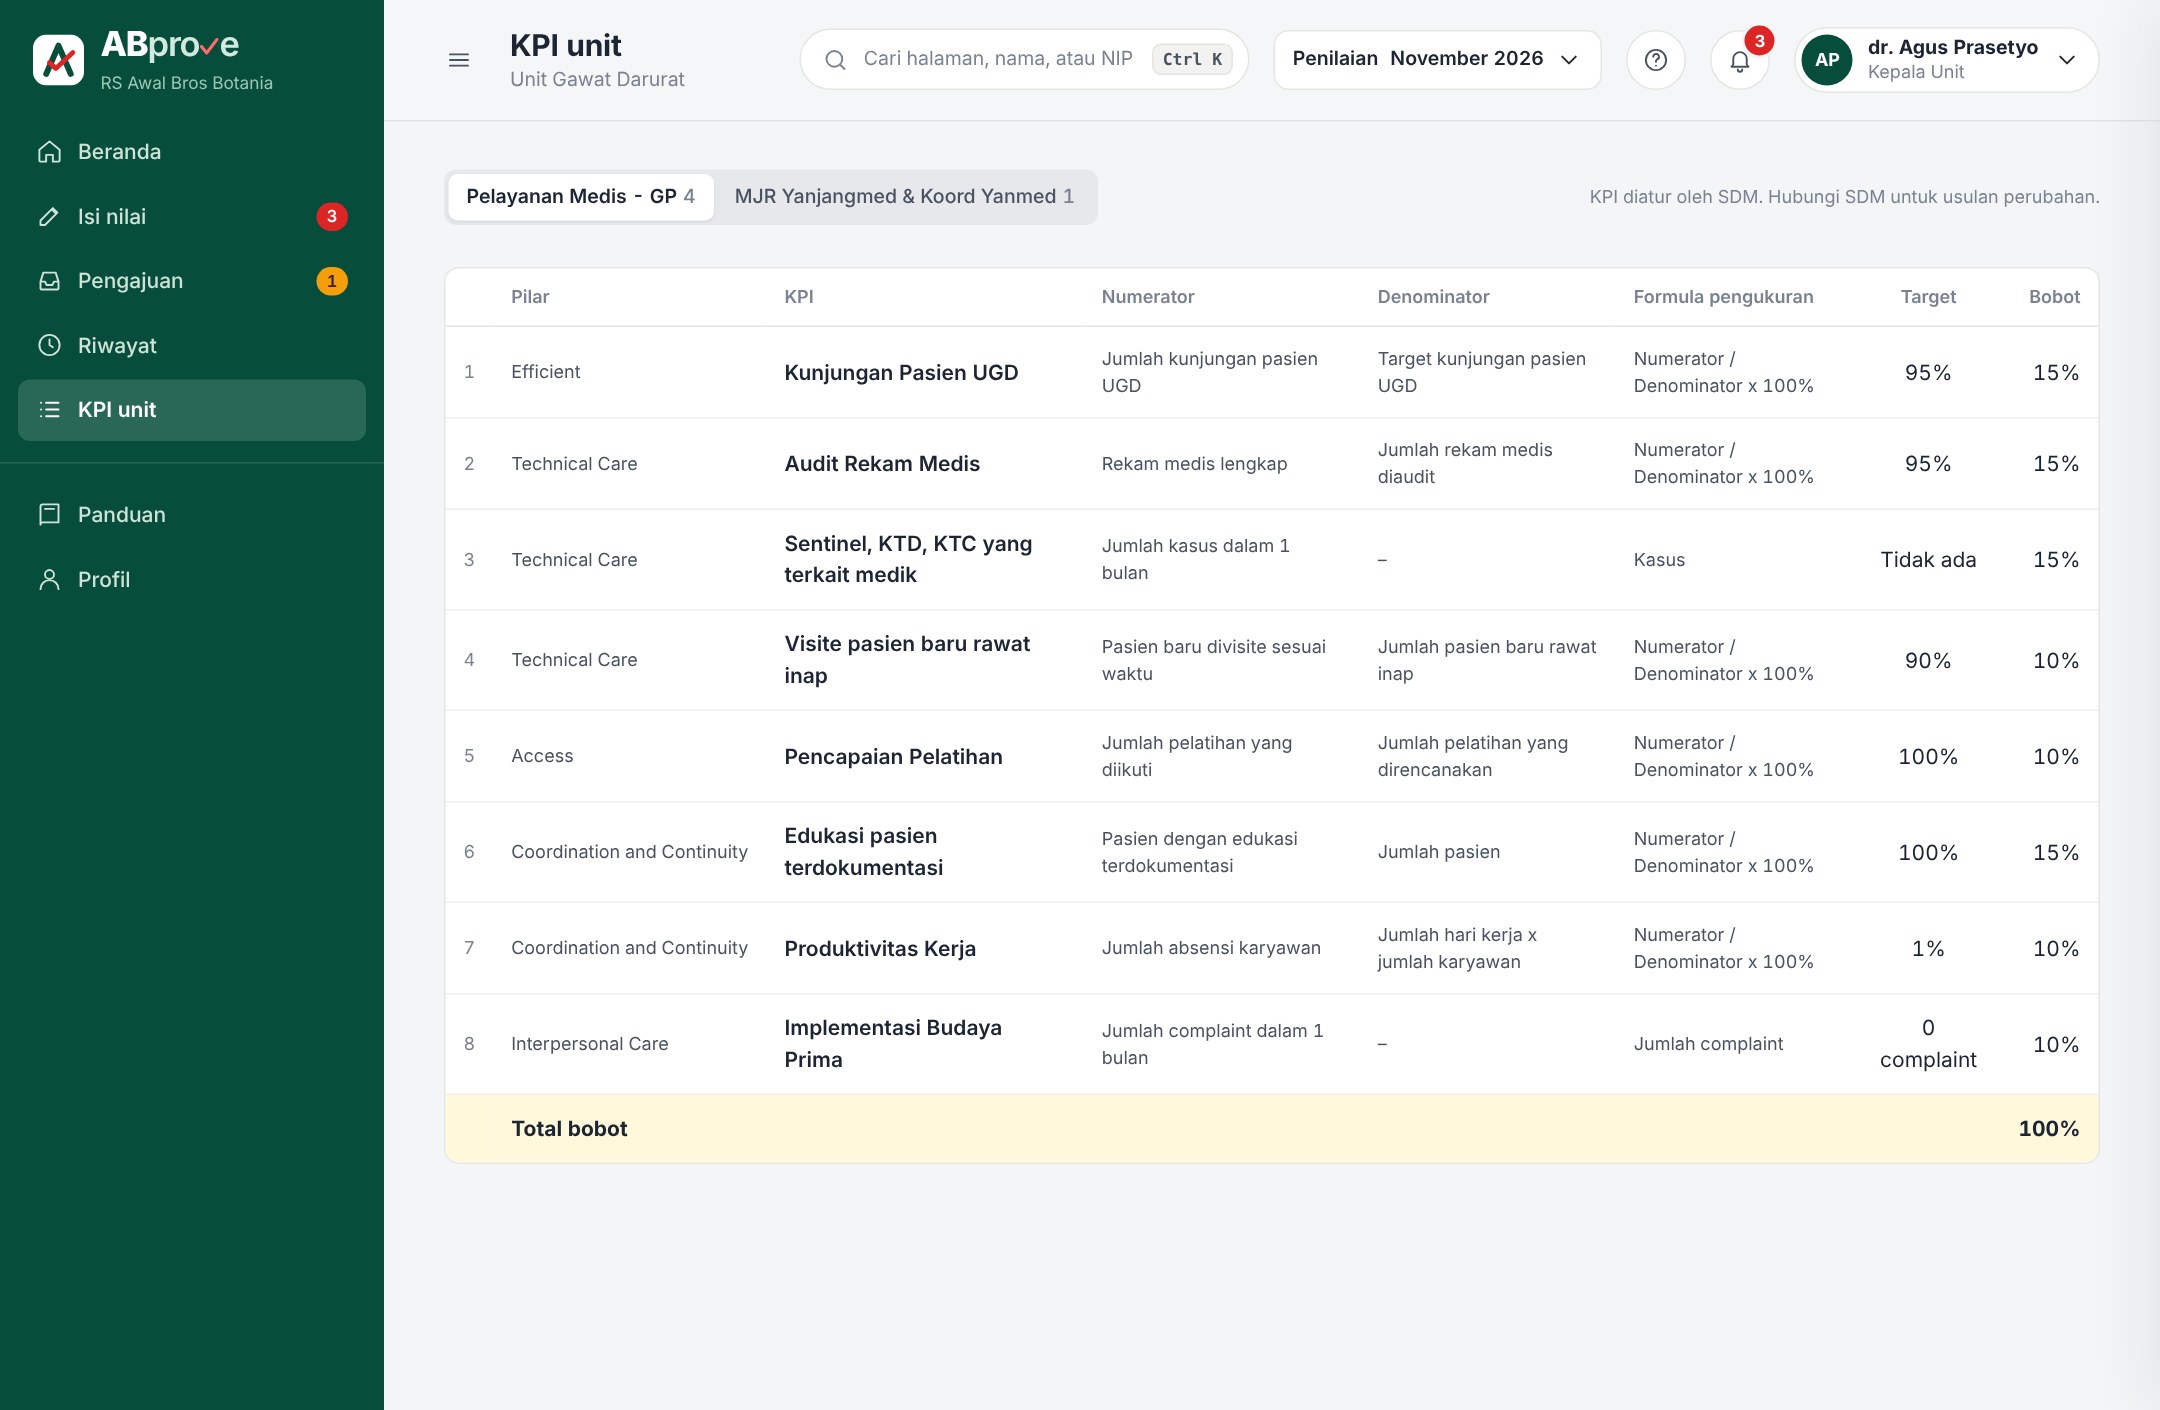 ABprove
RS Awal Bros Botania
Beranda
Isi nilai 3
Pengajuan 1
Riwayat
KPI unit
Panduan
Profil
KPI unit
Unit Gawat Darurat
Cari halaman, nama, atau NIP Ctrl K
Penilaian November 2026
3
AP
dr. Agus Prasetyo
Kepala Unit
Pelayanan Medis - GP 4
MJR Yanjangmed & Koord Yanmed 1
KPI diatur oleh SDM. Hubungi SDM untuk usulan perubahan.
Pilar KPI Numerator Denominator Formula pengukuran Target Bobot
1 Efficient Kunjungan Pasien UGD
Jumlah kunjungan pasien
UGD
Target kunjungan pasien
UGD
Numerator /
Denominator x 100%
95% 15%
2 Technical Care Audit Rekam Medis Rekam medis lengkap
Jumlah rekam medis
diaudit
Numerator /
Denominator x 100%
95% 15%
3 Technical Care
Sentinel, KTD, KTC yang
terkait medik
Jumlah kasus dalam 1
bulan
– Kasus Tidak ada 15%
4 Technical Care
Visite pasien baru rawat
inap
Pasien baru divisite sesuai
waktu
Jumlah pasien baru rawat
inap
Numerator /
Denominator x 100%
90% 10%
5 Access Pencapaian Pelatihan
Jumlah pelatihan yang
diikuti
Jumlah pelatihan yang
direncanakan
Numerator /
Denominator x 100%
100% 10%
6 Coordination and Continuity
Edukasi pasien
terdokumentasi
Pasien dengan edukasi
terdokumentasi
Jumlah pasien
Numerator /
Denominator x 100%
100% 15%
7 Coordination and Continuity Produktivitas Kerja Jumlah absensi karyawan
Jumlah hari kerja x
jumlah karyawan
Numerator /
Denominator x 100%
1% 10%
8 Interpersonal Care
Implementasi Budaya
Prima
Jumlah complaint dalam 1
bulan
– Jumlah complaint
0
complaint
10%
Total bobot 100%